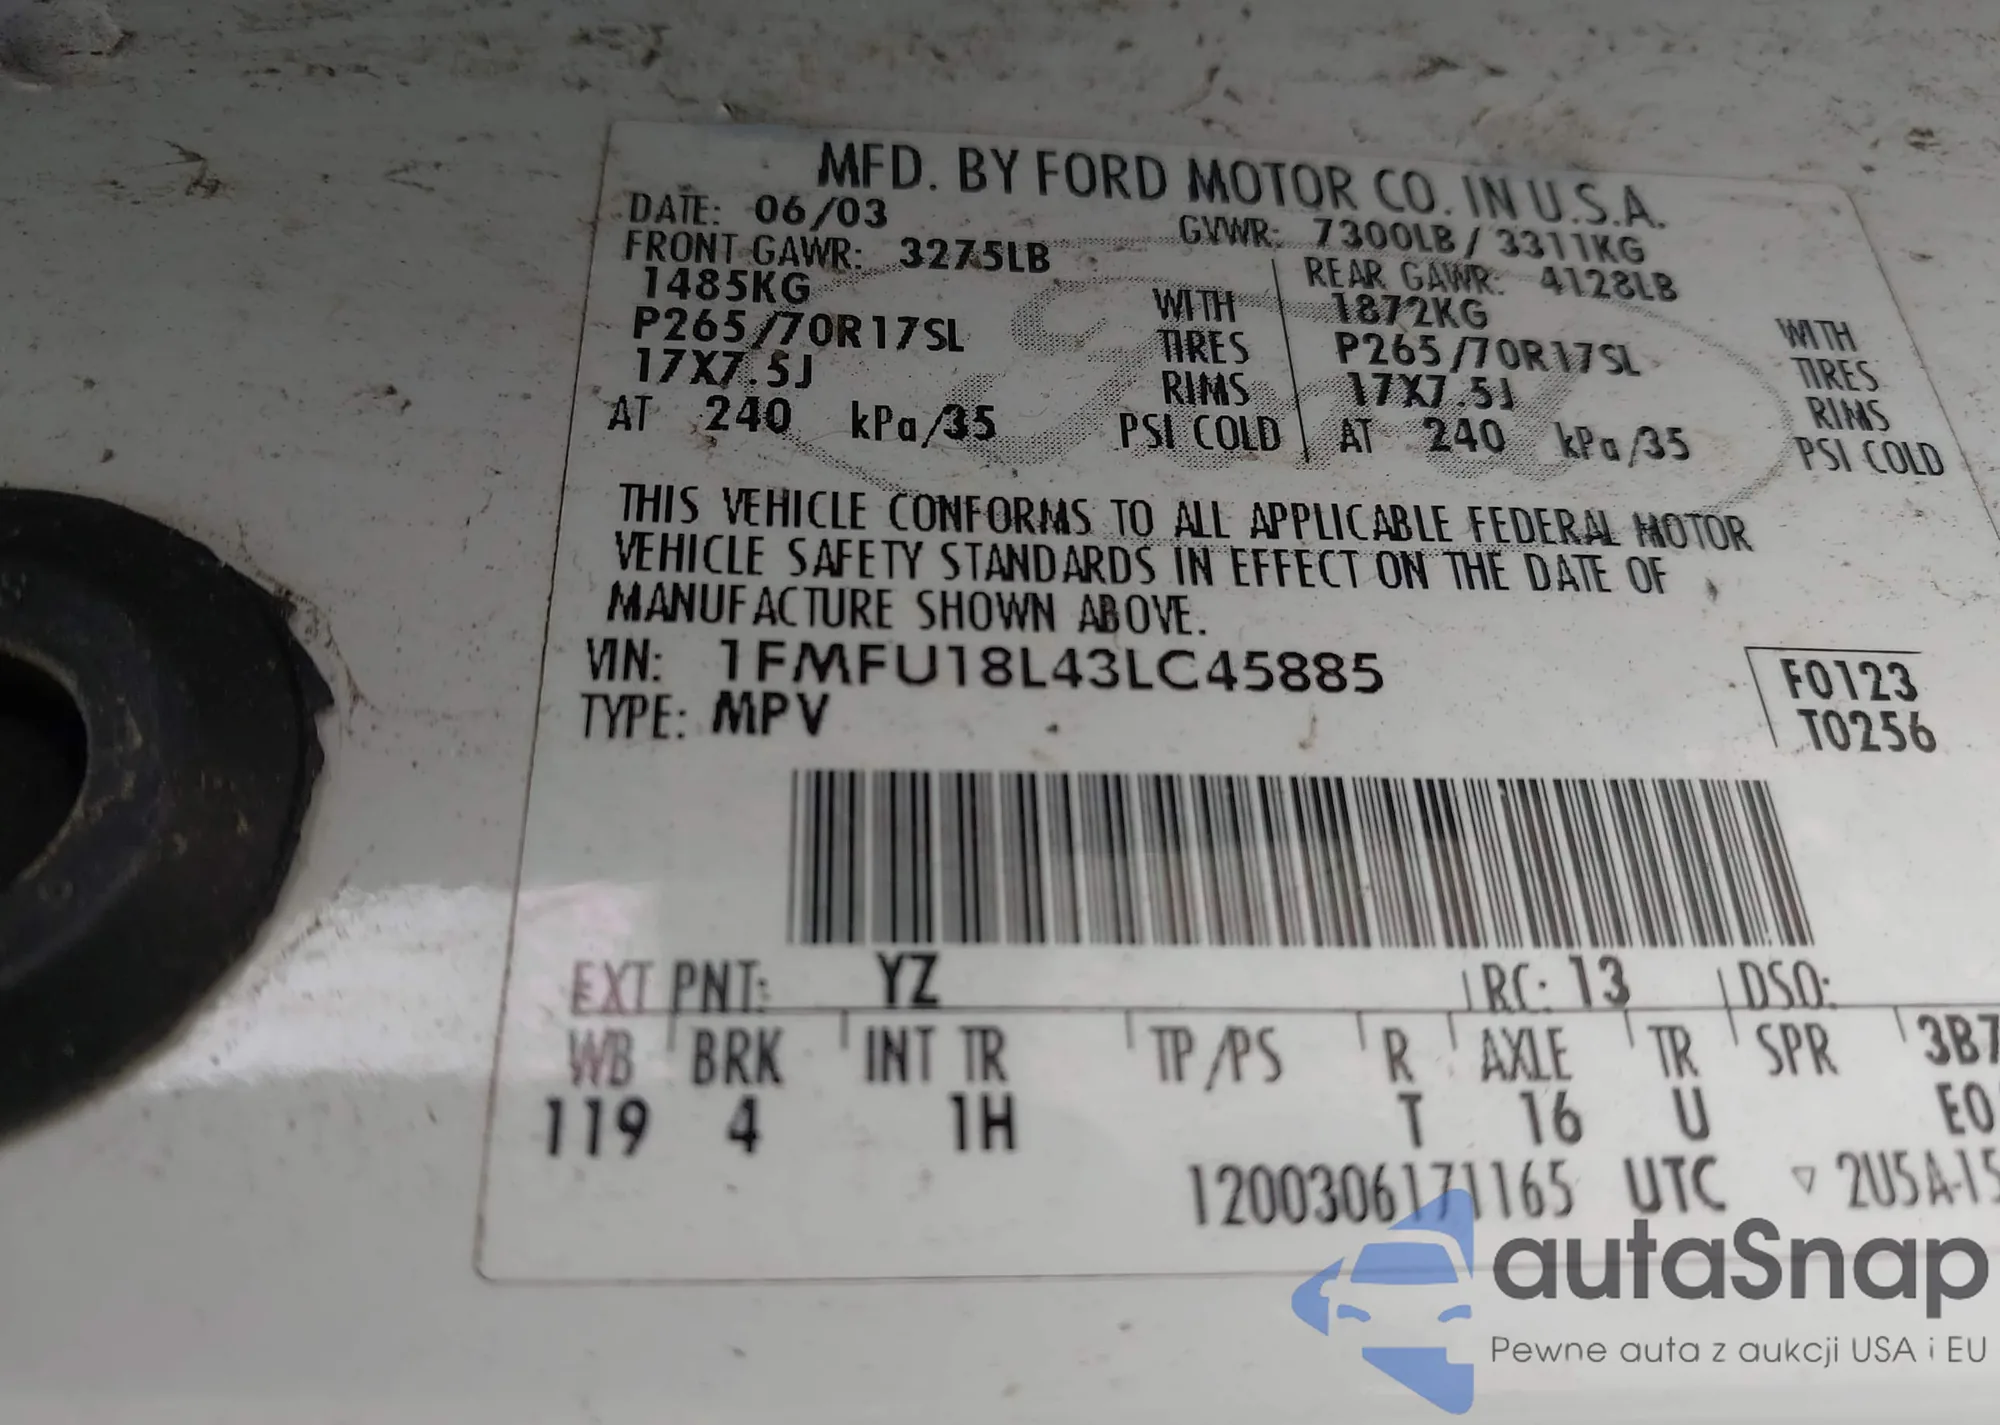 MFD. BY FORD MOTOR CO. IN U.S.A.
DATE: 06/03 GVWR: 7300LB / 3311KG
FRONT GAWR: 3275LB REAR GAWR: 4128LB
1485KG WITH 1872KG WITH
P265/70R17SL TIRES P265/70R17SL TIRES
17X7.5J RIMS 17X7.5J RIMS
AT 240 kPa/35 PSI COLD AT 240 kPa/35 PSI COLD
THIS VEHICLE CONFORMS TO ALL APPLICABLE FEDERAL MOTOR
VEHICLE SAFETY STANDARDS IN EFFECT ON THE DATE OF
MANUFACTURE SHOWN ABOVE.
VIN: 1FMFU18L43LC45885
TYPE: MPV
F0123
T0256
EXT PNT: YZ RC: 13 DSO:
WB BRK INT TR TP/PS R AXLE TR SPR 3B7
119 4 1H T 16 U E0
1200306171165 UTC ▽ 2U5A-15
autaSnap
Pewne auta z aukcji USA i EU